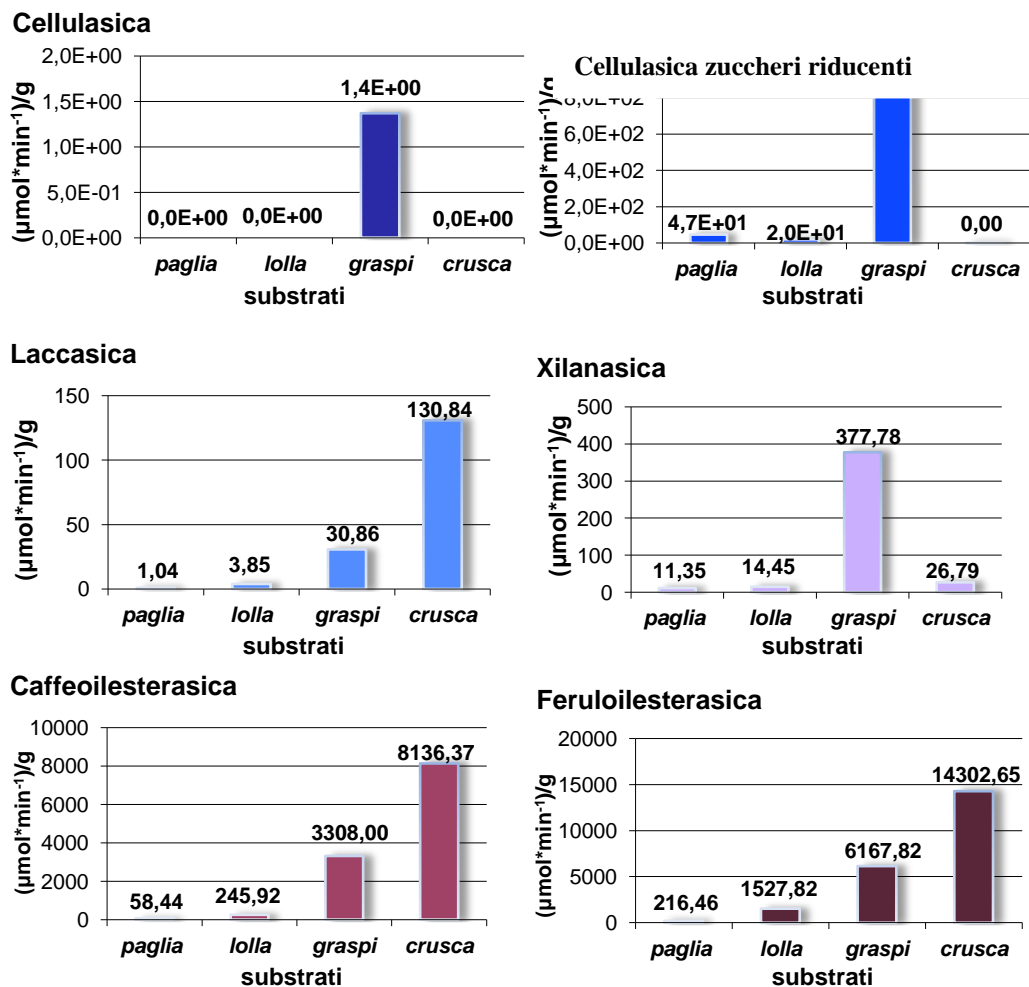 Cellulasica
(µmol*min-1)/g
2,0E+00
1,5E+00
1,0E+00
5,0E-01
0,0E+00
0,0E+00
0,0E+00
1,4E+00
0,0E+00
paglia lolla graspi crusca
substrati
Cellulasica zuccheri riducenti
(µmol*min-1)/g
8,0E+02
6,0E+02
4,0E+02
2,0E+02
0,0E+00
4,7E+01
2,0E+01
0,00
paglia lolla graspi crusca
substrati
Laccasica
(µmol*min-1)/g
150
100
50
0
1,04
3,85
30,86
130,84
paglia lolla graspi crusca
substrati
Xilanasica
(µmol*min-1)/g
500
400
300
200
100
0
11,35
14,45
377,78
26,79
paglia lolla graspi crusca
substrati
Caffeoilesterasica
(µmol*min-1)/g
10000
8000
6000
4000
2000
0
58,44
245,92
3308,00
8136,37
paglia lolla graspi crusca
substrati
Feruloilesterasica
(µmol*min-1)/g
20000
15000
10000
5000
0
216,46
1527,82
6167,82
14302,65
paglia lolla graspi crusca
substrati